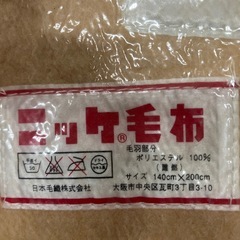 ニッケ毛布
®
毛羽部分
ポリエステル 100%
サイズ 140cm×200cm
日本毛織株式会社
大阪市中央区瓦町3丁目3-10